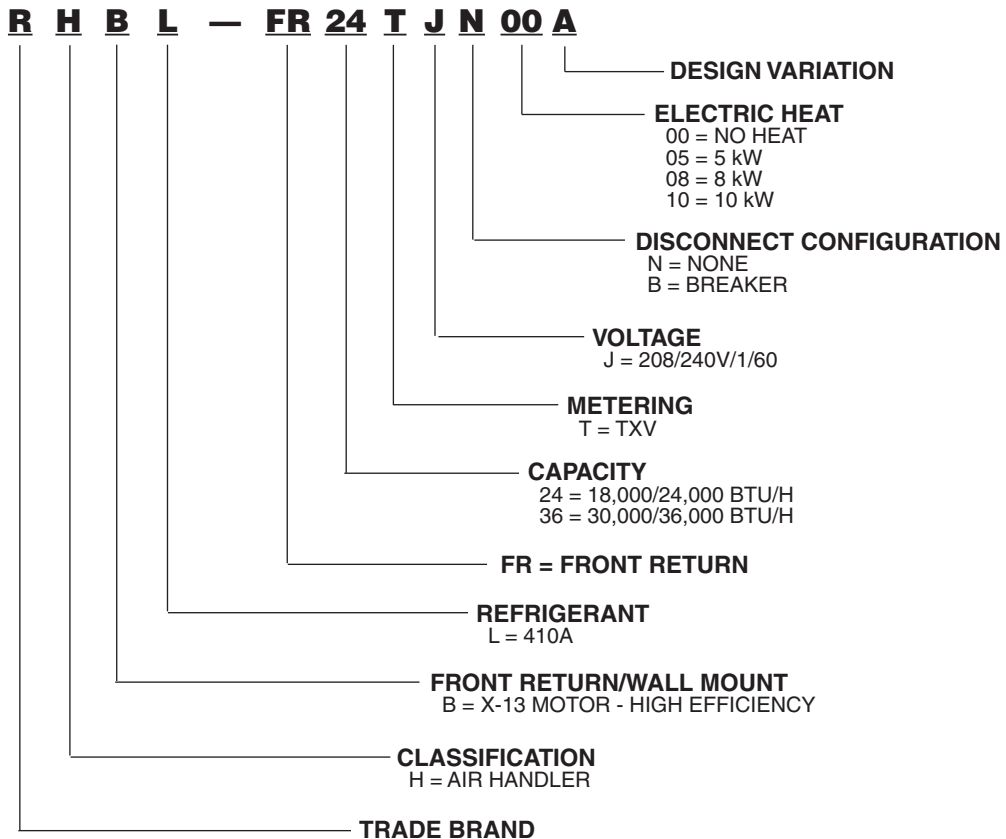 R H B L — FR 24 T J N 00 A
DESIGN VARIATION
ELECTRIC HEAT
00 = NO HEAT
05 = 5 kW
08 = 8 kW
10 = 10 kW
DISCONNECT CONFIGURATION
N = NONE
B = BREAKER
VOLTAGE
J = 208/240V/1/60
METERING
T = TXV
CAPACITY
24 = 18,000/24,000 BTU/H
36 = 30,000/36,000 BTU/H
FR = FRONT RETURN
REFRIGERANT
L = 410A
FRONT RETURN/WALL MOUNT
B = X-13 MOTOR - HIGH EFFICIENCY
CLASSIFICATION
H = AIR HANDLER
TRADE BRAND